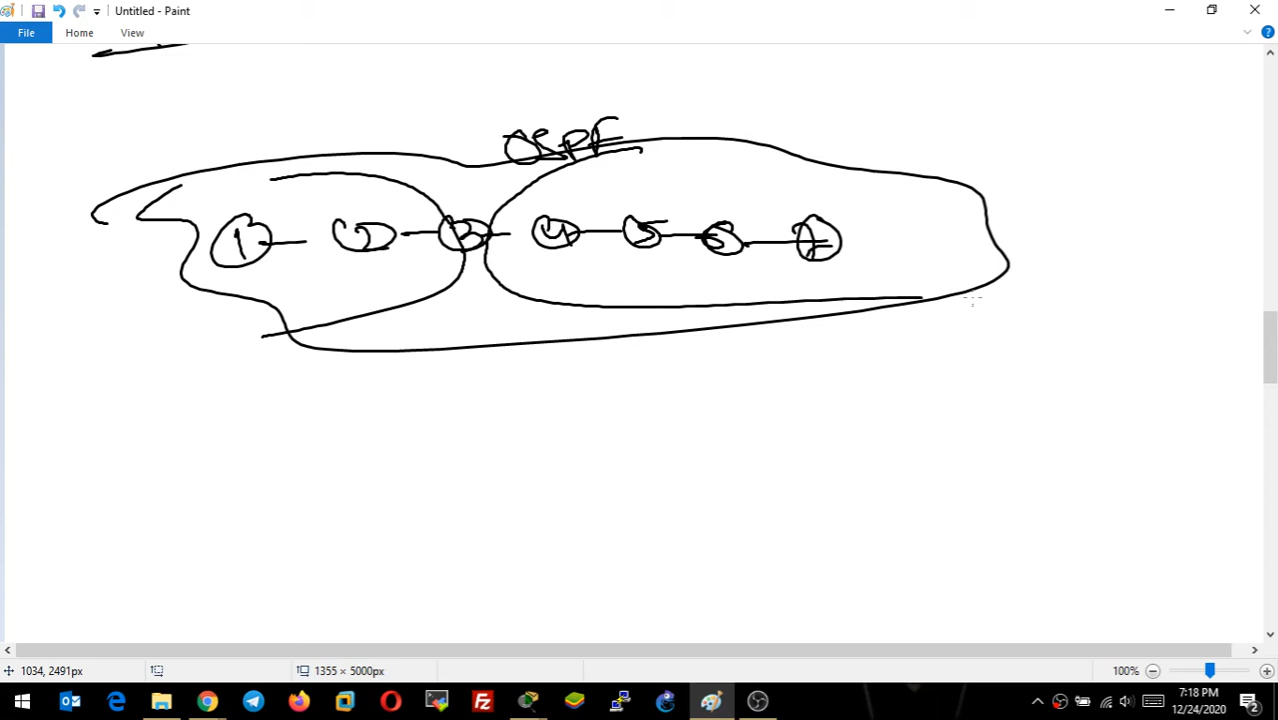 Untitled - Paint
File Home View
OSPF
1 2 3 4 5 6 7
1034, 2491px 1355 × 5000px 100%
7:18 PM
12/24/2020
2